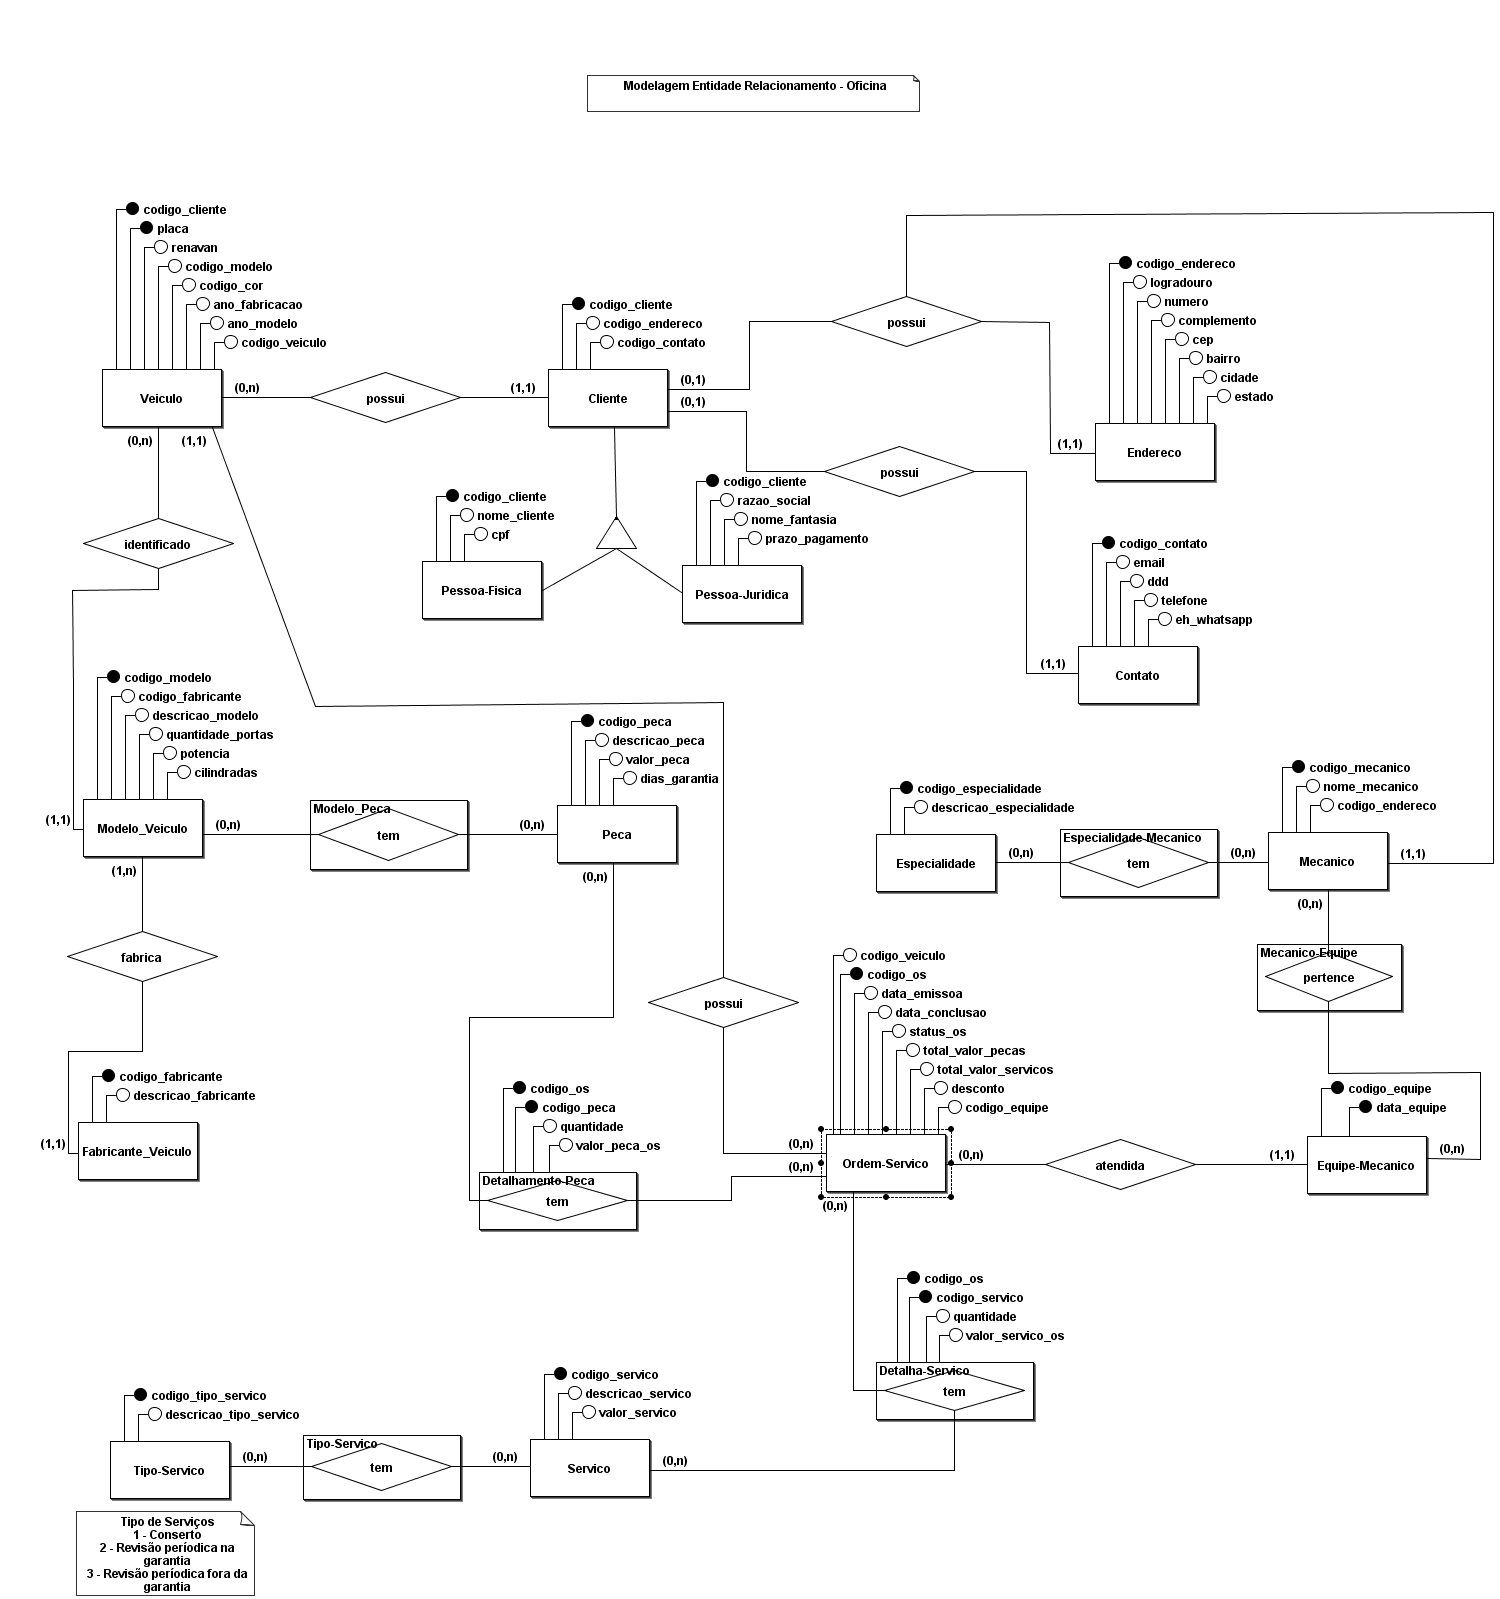 Modelagem Entidade Relacionamento - Oficina
codigo_cliente
placa
renavan
codigo_modelo
codigo_cor
ano_fabricacao
ano_modelo
codigo_veiculo
Veiculo
(0,n)
(0,n)
(1,1)
possui
(1,1)
codigo_cliente
codigo_endereco
codigo_contato
Cliente
(0,1)
(0,1)
possui
possui
codigo_endereco
logradouro
numero
complemento
cep
bairro
cidade
estado
(1,1)
Endereco
identificado
codigo_cliente
nome_cliente
cpf
Pessoa-Fisica
codigo_cliente
razao_social
nome_fantasia
prazo_pagamento
Pessoa-Juridica
codigo_contato
email
ddd
telefone
eh_whatsapp
(1,1)
Contato
codigo_modelo
codigo_fabricante
descricao_modelo
quantidade_portas
potencia
cilindradas
(1,1)
Modelo_Veiculo
(0,n)
(1,n)
Modelo_Peca
tem
(0,n)
codigo_peca
descricao_peca
valor_peca
dias_garantia
Peca
(0,n)
codigo_especialidade
descricao_especialidade
Especialidade
(0,n)
Especialidade-Mecanico
tem
(0,n)
codigo_mecanico
nome_mecanico
codigo_endereco
Mecanico
(1,1)
(0,n)
fabrica
Mecanico-Equipe
pertence
possui
codigo_fabricante
descricao_fabricante
(1,1)
Fabricante_Veiculo
codigo_os
codigo_peca
quantidade
valor_peca_os
Detalhamento-Peca
tem
codigo_veiculo
codigo_os
data_emissoa
data_conclusao
status_os
total_valor_pecas
total_valor_servicos
desconto
codigo_equipe
(0,n)
(0,n)
Ordem-Servico
(0,n)
(0,n)
atendida
(1,1)
codigo_equipe
data_equipe
Equipe-Mecanico
(0,n)
codigo_os
codigo_servico
quantidade
valor_servico_os
Detalha-Servico
tem
codigo_tipo_servico
descricao_tipo_servico
Tipo-Servico
(0,n)
Tipo-Servico
tem
(0,n)
codigo_servico
descricao_servico
valor_servico
Servico
(0,n)
Tipo de Serviços
1 - Conserto
2 - Revisão períodica na
garantia
3 - Revisão períodica fora da
garantia